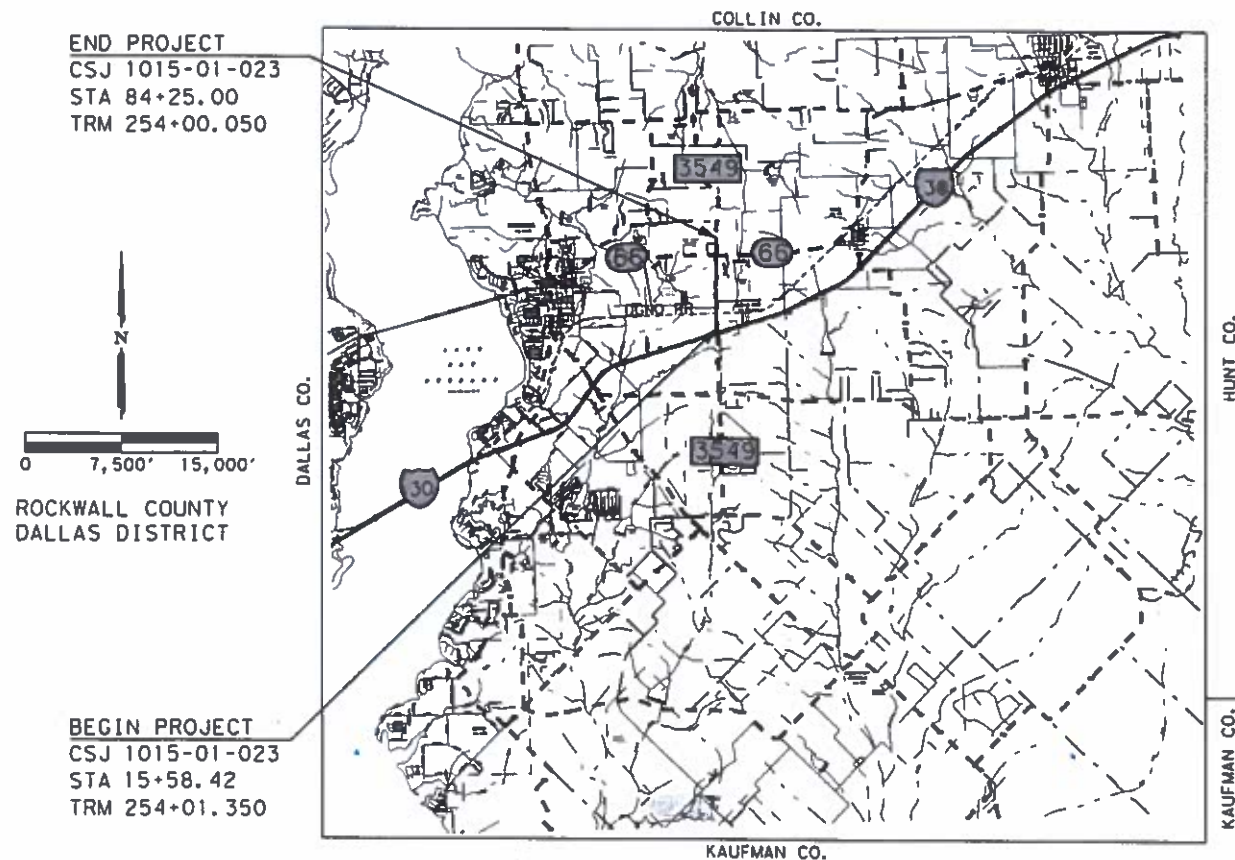 COLLIN CO.
END PROJECT
CSJ 1015-01-023
STA 84+25.00
TRM 254+00.050
3549
30
66
66
DGNO RR
N
DALLAS CO.
HUNT CO.
0 7,500' 15,000'
3549
30
ROCKWALL COUNTY
DALLAS DISTRICT
BEGIN PROJECT
CSJ 1015-01-023
STA 15+58.42
TRM 254+01.350
KAUFMAN CO.
KAUFMAN CO.